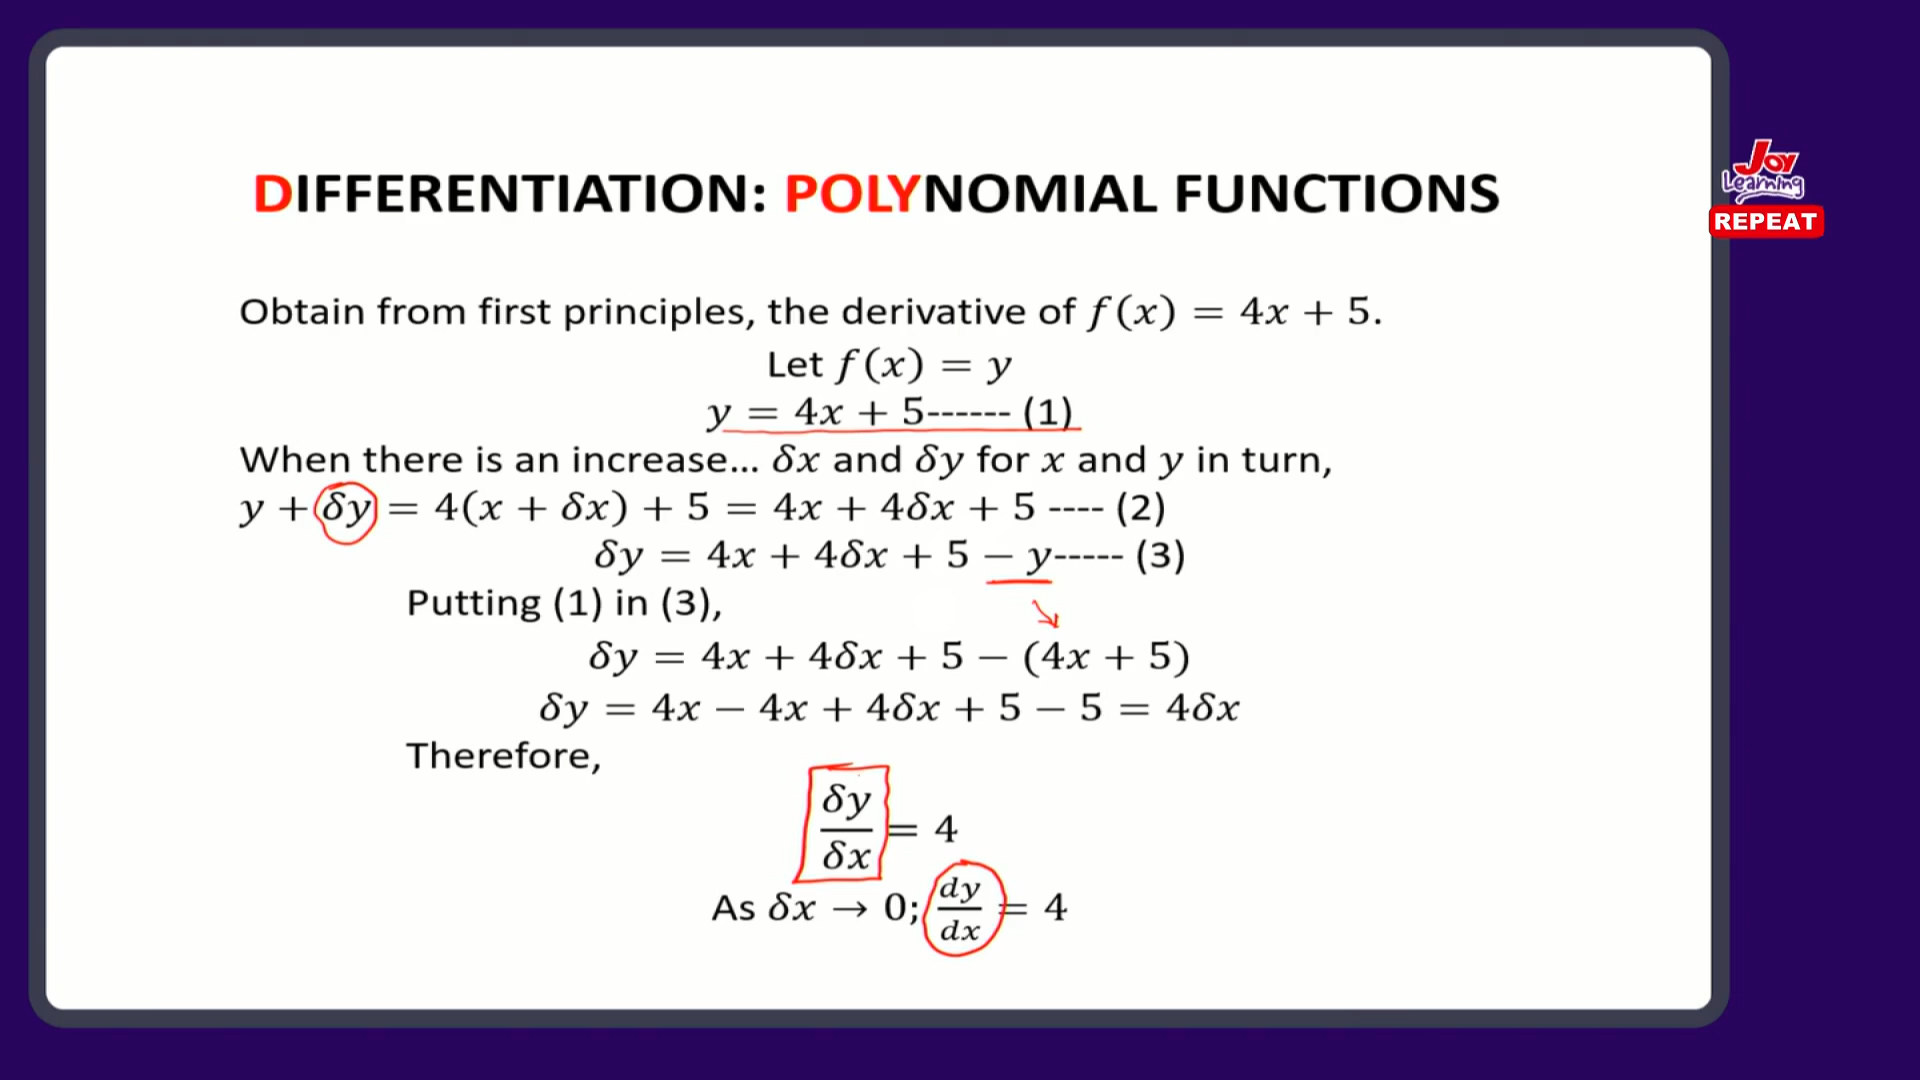 DIFFERENTIATION: POLYNOMIAL FUNCTIONS
Joy
Learning
REPEAT
Obtain from first principles, the derivative of f(x) = 4x + 5.
Let f(x) = y
y = 4x + 5------ (1)
When there is an increase... δx and δy for x and y in turn,
y + δy = 4(x + δx) + 5 = 4x + 4δx + 5 ---- (2)
δy = 4x + 4δx + 5 − y----- (3)
Putting (1) in (3),
δy = 4x + 4δx + 5 − (4x + 5)
δy = 4x − 4x + 4δx + 5 − 5 = 4δx
Therefore,
δy/δx = 4
As δx → 0; dy/dx = 4